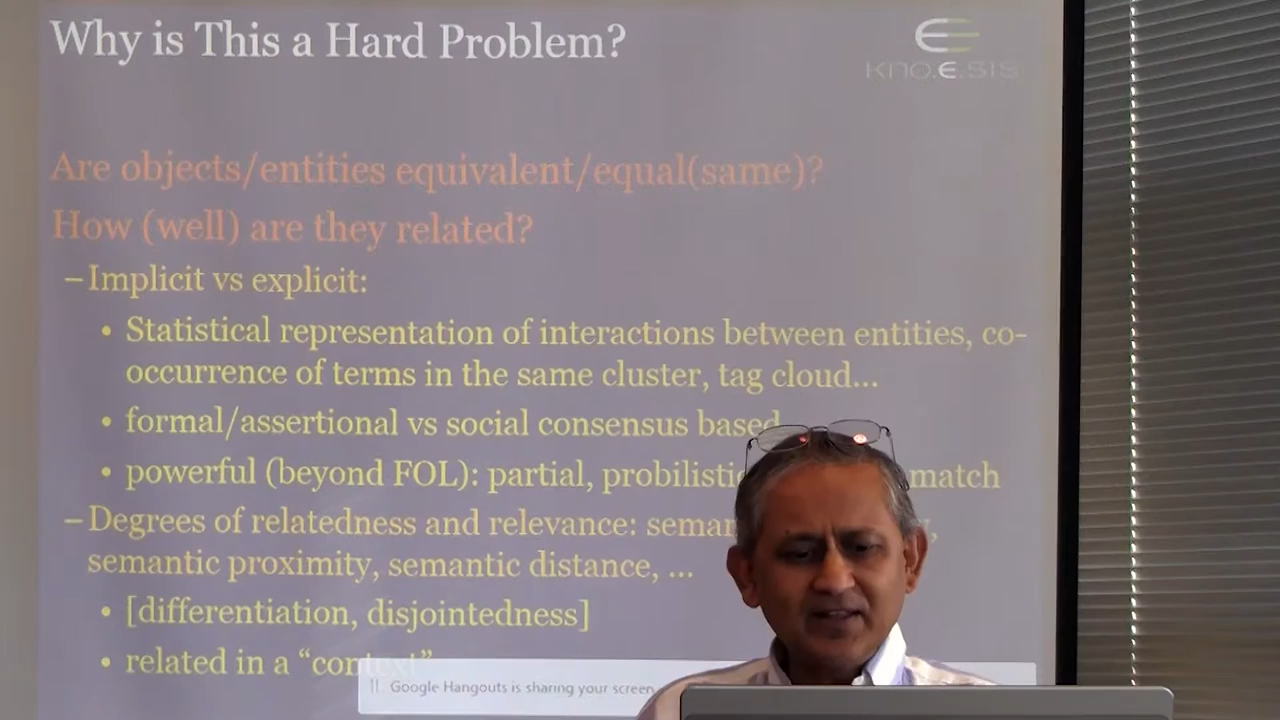 Why is This a Hard Problem?
kno.e.sis
Are objects/entities equivalent/equal(same)?
How (well) are they related?
– Implicit vs explicit:
• Statistical representation of interactions between entities, co-
occurrence of terms in the same cluster, tag cloud...
• formal/assertional vs social consensus based
• powerful (beyond FOL): partial, probilistic match
– Degrees of relatedness and relevance:
semantic proximity, semantic distance, ...
• [differentiation, disjointedness]
• related in a “context”
Google Hangouts is sharing your screen